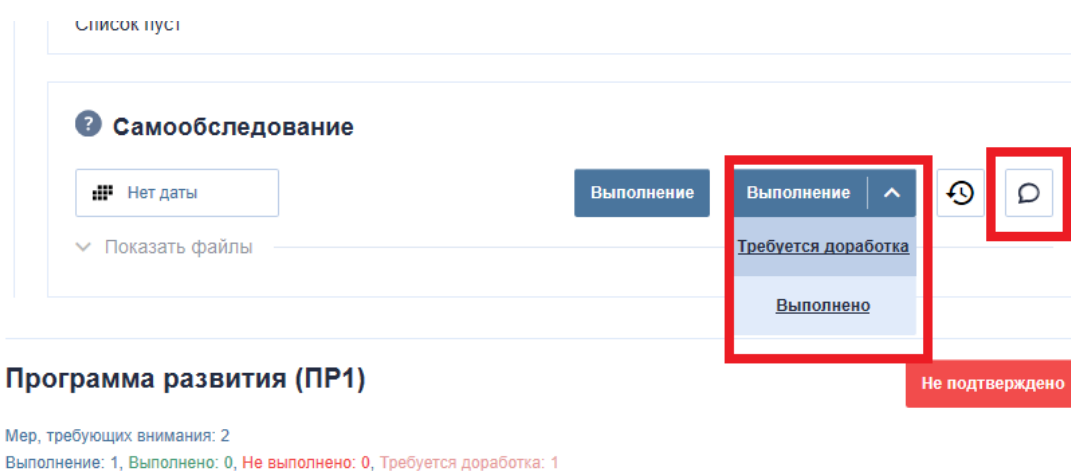 Список пуст
? Самообследование
Нет даты
Выполнение
Выполнение
Показать файлы
Требуется доработка
Выполнено
Программа развития (ПР1)
Не подтверждено
Мер, требующих внимания: 2
Выполнение: 1, Выполнено: 0, Не выполнено: 0, Требуется доработка: 1